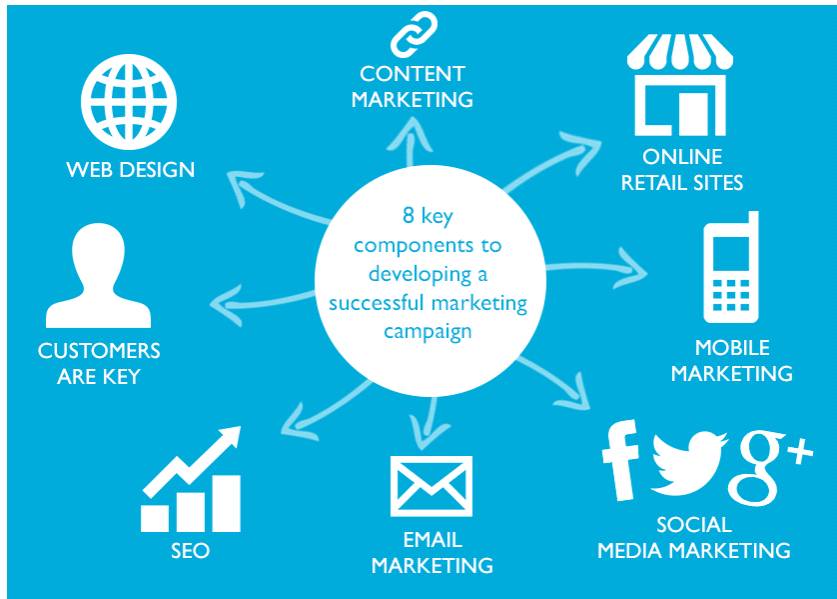 CONTENT
MARKETING
ONLINE
RETAIL SITES
WEB DESIGN
8 key
components to
developing a
successful marketing
campaign
CUSTOMERS
ARE KEY
MOBILE
MARKETING
f g+
SEO
EMAIL
MARKETING
SOCIAL
MEDIA MARKETING